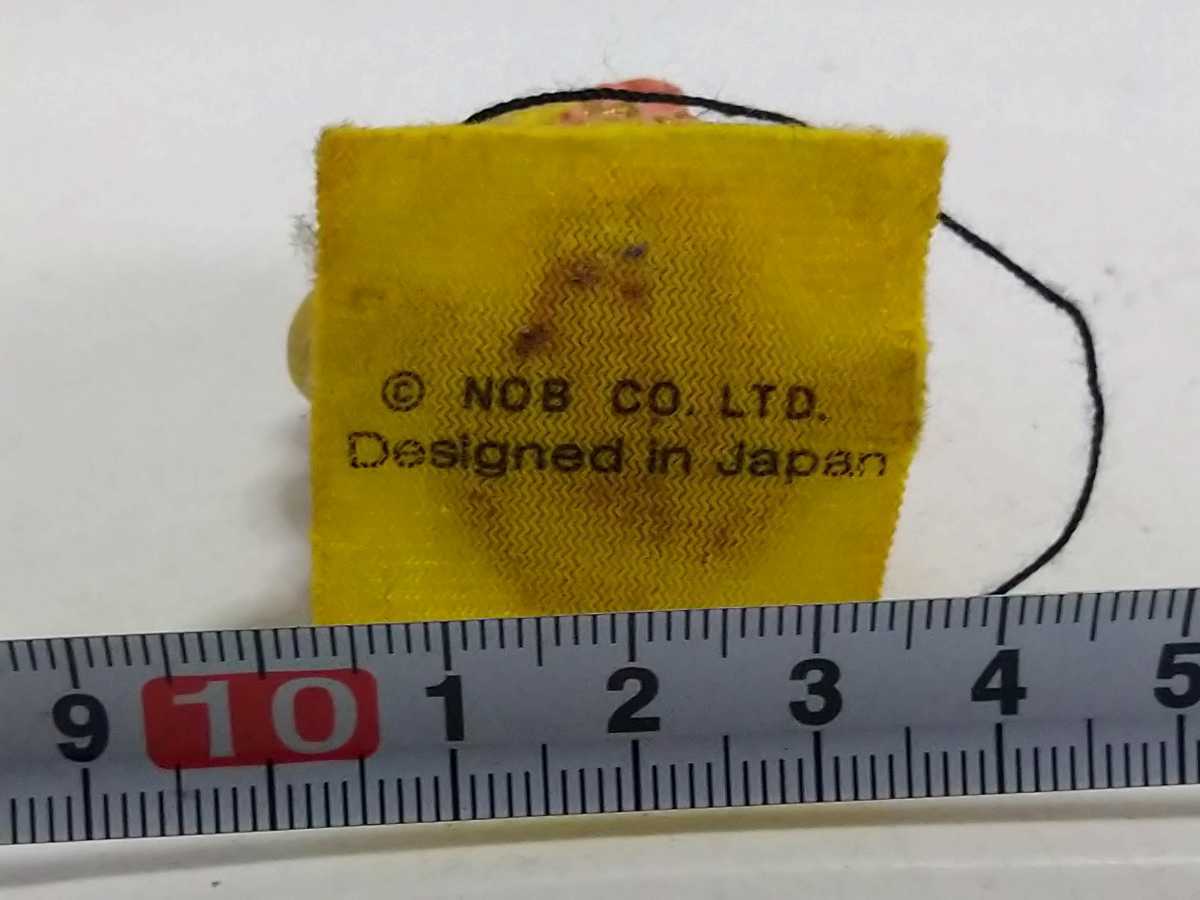 © NOB CO. LTD.
Designed in Japan
9 10 1 2 3 4 5